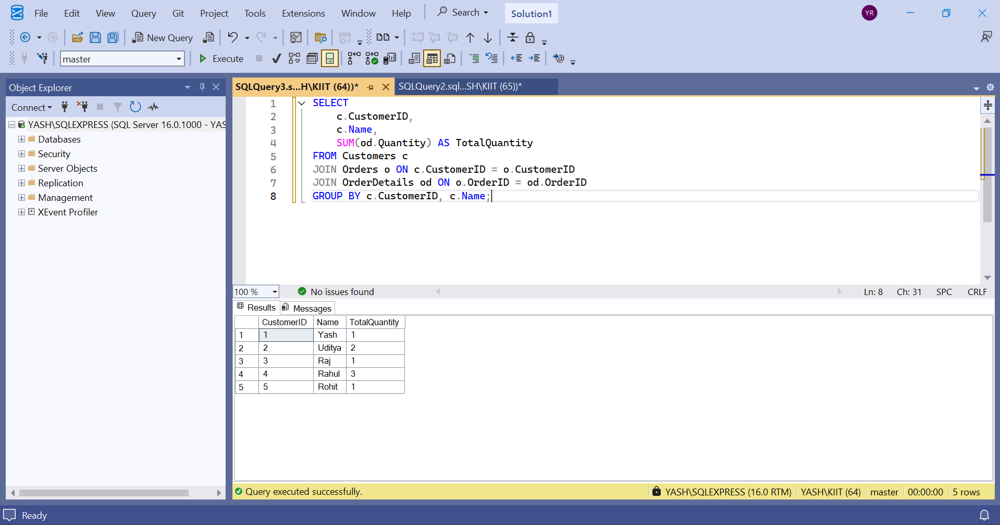 File Edit View Query Git Project Tools Extensions Window Help Search Solution1 YR
New Query
master Execute
Object Explorer
Connect
YASH\SQLEXPRESS (SQL Server 16.0.1000 - YAS
Databases
Security
Server Objects
Replication
Management
XEvent Profiler
SQLQuery3.s...H\KIIT (64))* SQLQuery2.sql...SH\KIIT (65))*
1 SELECT
2 c.CustomerID,
3 c.Name,
4 SUM(od.Quantity) AS TotalQuantity
5 FROM Customers c
6 JOIN Orders o ON c.CustomerID = o.CustomerID
7 JOIN OrderDetails od ON o.OrderID = od.OrderID
8 GROUP BY c.CustomerID, c.Name;
100 % No issues found Ln: 8 Ch: 31 SPC CRLF
Results Messages
CustomerID Name TotalQuantity
1 1 Yash 1
2 2 Uditya 2
3 3 Raj 1
4 4 Rahul 3
5 5 Rohit 1
Query executed successfully. YASH\SQLEXPRESS (16.0 RTM) YASH\KIIT (64) master 00:00:00 5 rows
Ready